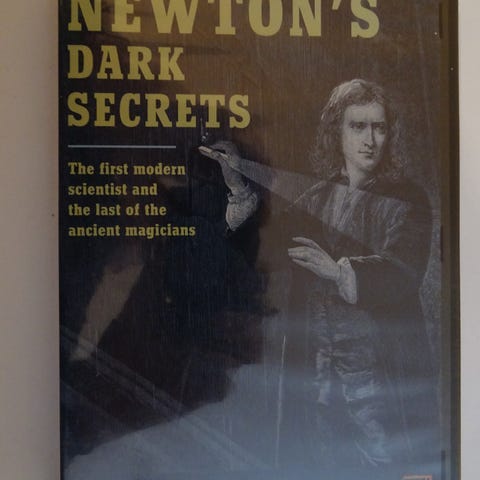 NEWTON'S
DARK
SECRETS
The first modern
scientist and
the last of the
ancient magicians